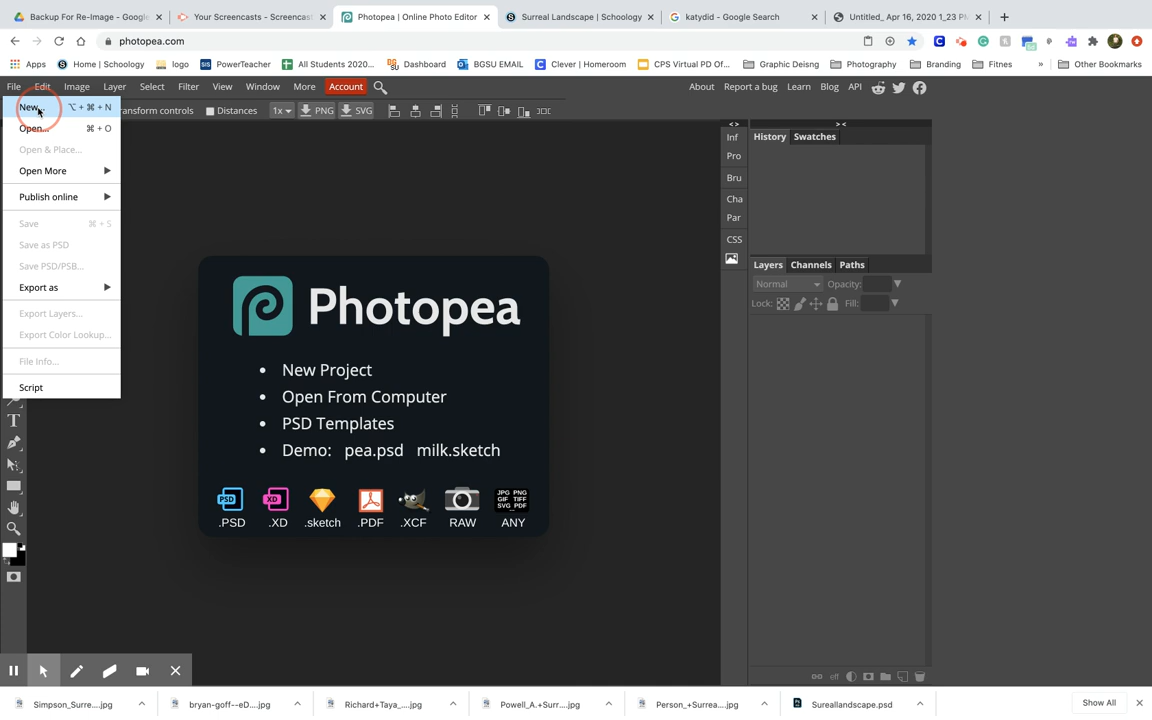 Backup For Re-Image - Google
Your Screencasts - Screencast
Photopea | Online Photo Editor
Surreal Landscape | Schoology
katydid - Google Search
Untitled_ Apr 16, 2020 1_23 PM
photopea.com
Apps
Home | Schoology
logo
SIS PowerTeacher
All Students 2020...
Dashboard
BGSU EMAIL
Clever | Homeroom
CPS Virtual PD Of...
Graphic Deisng
Photography
Branding
Fitnes
»
Other Bookmarks
File Edit Image Layer Select Filter View Window More Account
About Report a bug Learn Blog API
New... ⌥ + ⌘ + N
ransform controls
Distances
1x
PNG
SVG
Open... ⌘ + O
Open & Place...
Open More
Publish online
Save ⌘ + S
Save as PSD
Save PSD/PSB...
Export as
Export Layers...
Export Color Lookup...
File Info...
Script
Photopea
• New Project
• Open From Computer
• PSD Templates
• Demo: pea.psd milk.sketch
PSD
XD
JPG PNG
GIF TIFF
SVG PDF
.PSD .XD .sketch .PDF .XCF RAW ANY
< >
> <
Inf
Pro
Bru
Cha
Par
CSS
History Swatches
Layers Channels Paths
Normal
Opacity:
Lock:
Fill:
eff
T
Simpson_Surre....jpg
bryan-goff--eD....jpg
Richard+Taya_....jpg
Powell_A.+Surr....jpg
Person_+Surrea....jpg
Sureallandscape.psd
Show All